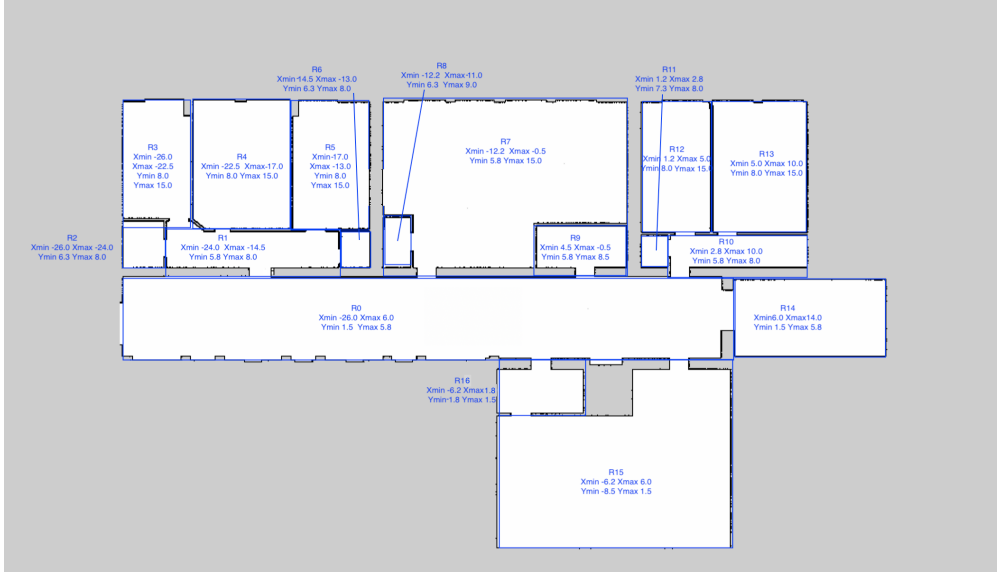 R6
Xmin-14.5 Xmax -13.0
Ymin 6.3 Ymax 8.0
R8
Xmin -12.2 Xmax-11.0
Ymin 6.3 Ymax 9.0
R11
Xmin 1.2 Xmax 2.8
Ymin 7.3 Ymax 8.0
R3
Xmin -26.0
Xmax -22.5
Ymin 8.0
Ymax 15.0
R4
Xmin -22.5 Xmax-17.0
Ymin 8.0 Ymax 15.0
R5
Xmin-17.0
Xmax -13.0
Ymin 8.0
Ymax 15.0
R7
Xmin -12.2 Xmax -0.5
Ymin 5.8 Ymax 15.0
R12
Xmin 1.2 Xmax 5.0
Ymin 8.0 Ymax 15.0
R13
Xmin 5.0 Xmax 10.0
Ymin 8.0 Ymax 15.0
R2
Xmin -26.0 Xmax -24.0
Ymin 6.3 Ymax 8.0
R1
Xmin -24.0 Xmax -14.5
Ymin 5.8 Ymax 8.0
R9
Xmin 4.5 Xmax -0.5
Ymin 5.8 Ymax 8.5
R10
Xmin 2.8 Xmax 10.0
Ymin 5.8 Ymax 8.0
R0
Xmin -26.0 Xmax 6.0
Ymin 1.5 Ymax 5.8
R14
Xmin6.0 Xmax14.0
Ymin 1.5 Ymax 5.8
R16
Xmin -6.2 Xmax1.8
Ymin-1.8 Ymax 1.5
R15
Xmin -6.2 Xmax 6.0
Ymin -8.5 Ymax 1.5